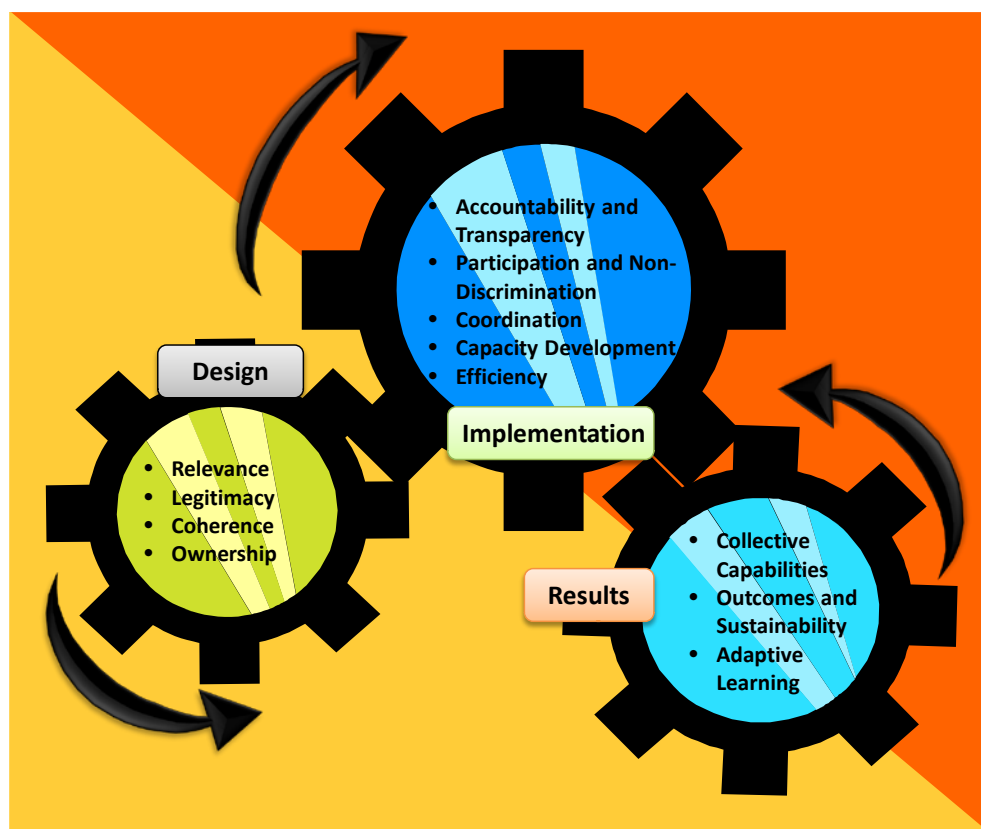 • Accountability and
Transparency
• Participation and Non-
Discrimination
• Coordination
• Capacity Development
• Efficiency
Implementation
Design
• Relevance
• Legitimacy
• Coherence
• Ownership
Results
• Collective
Capabilities
• Outcomes and
Sustainability
• Adaptive
Learning